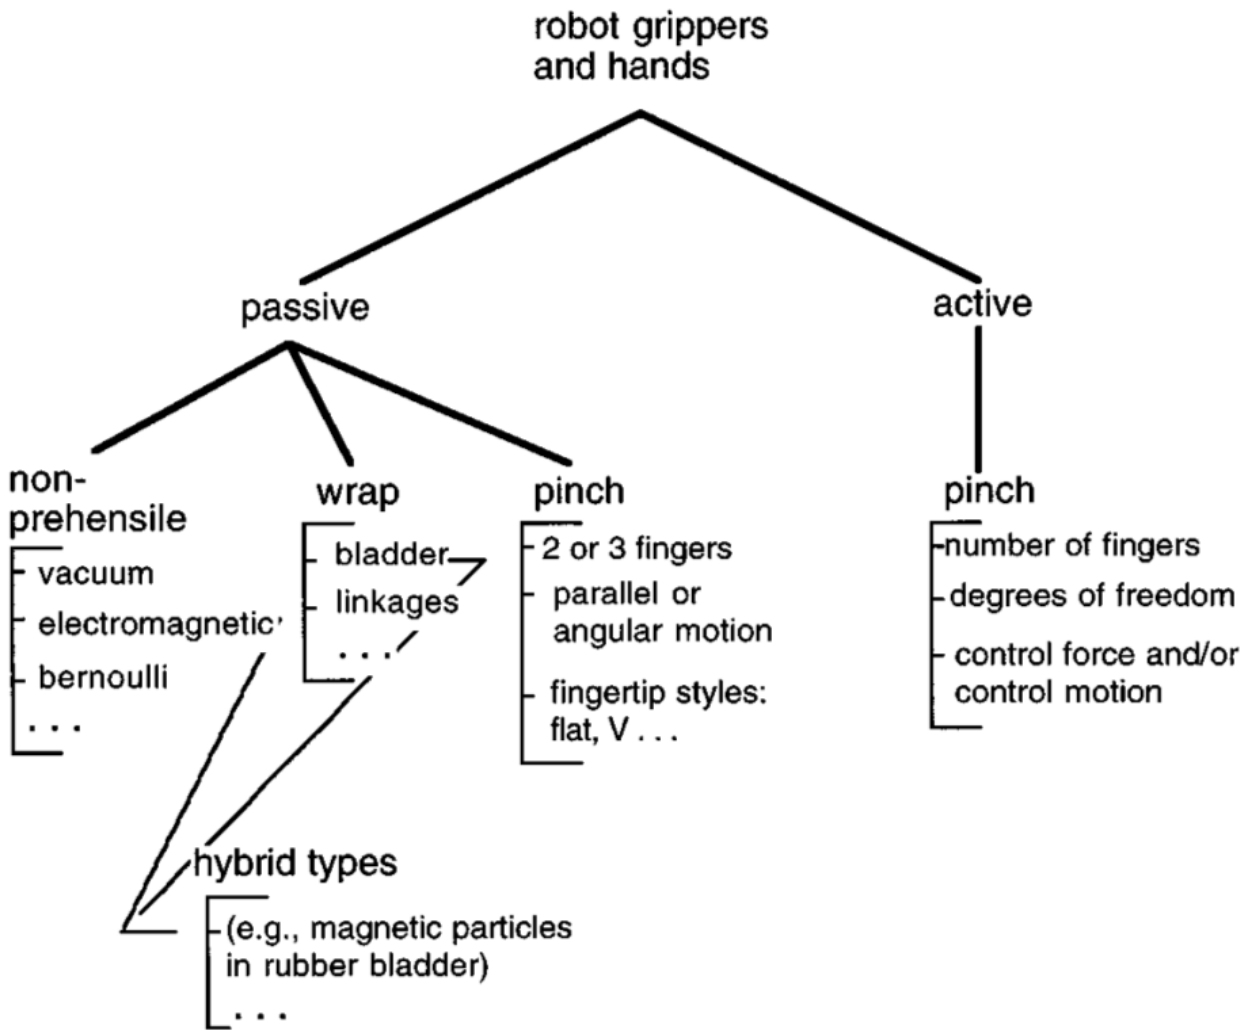 robot grippers
and hands
passive
active
non-
prehensile
vacuum
electromagnetic
bernoulli
. . .
wrap
bladder
linkages
. . .
pinch
2 or 3 fingers
parallel or
angular motion
fingertip styles:
flat, V . . .
pinch
number of fingers
degrees of freedom
control force and/or
control motion
hybrid types
(e.g., magnetic particles
in rubber bladder)
. . .